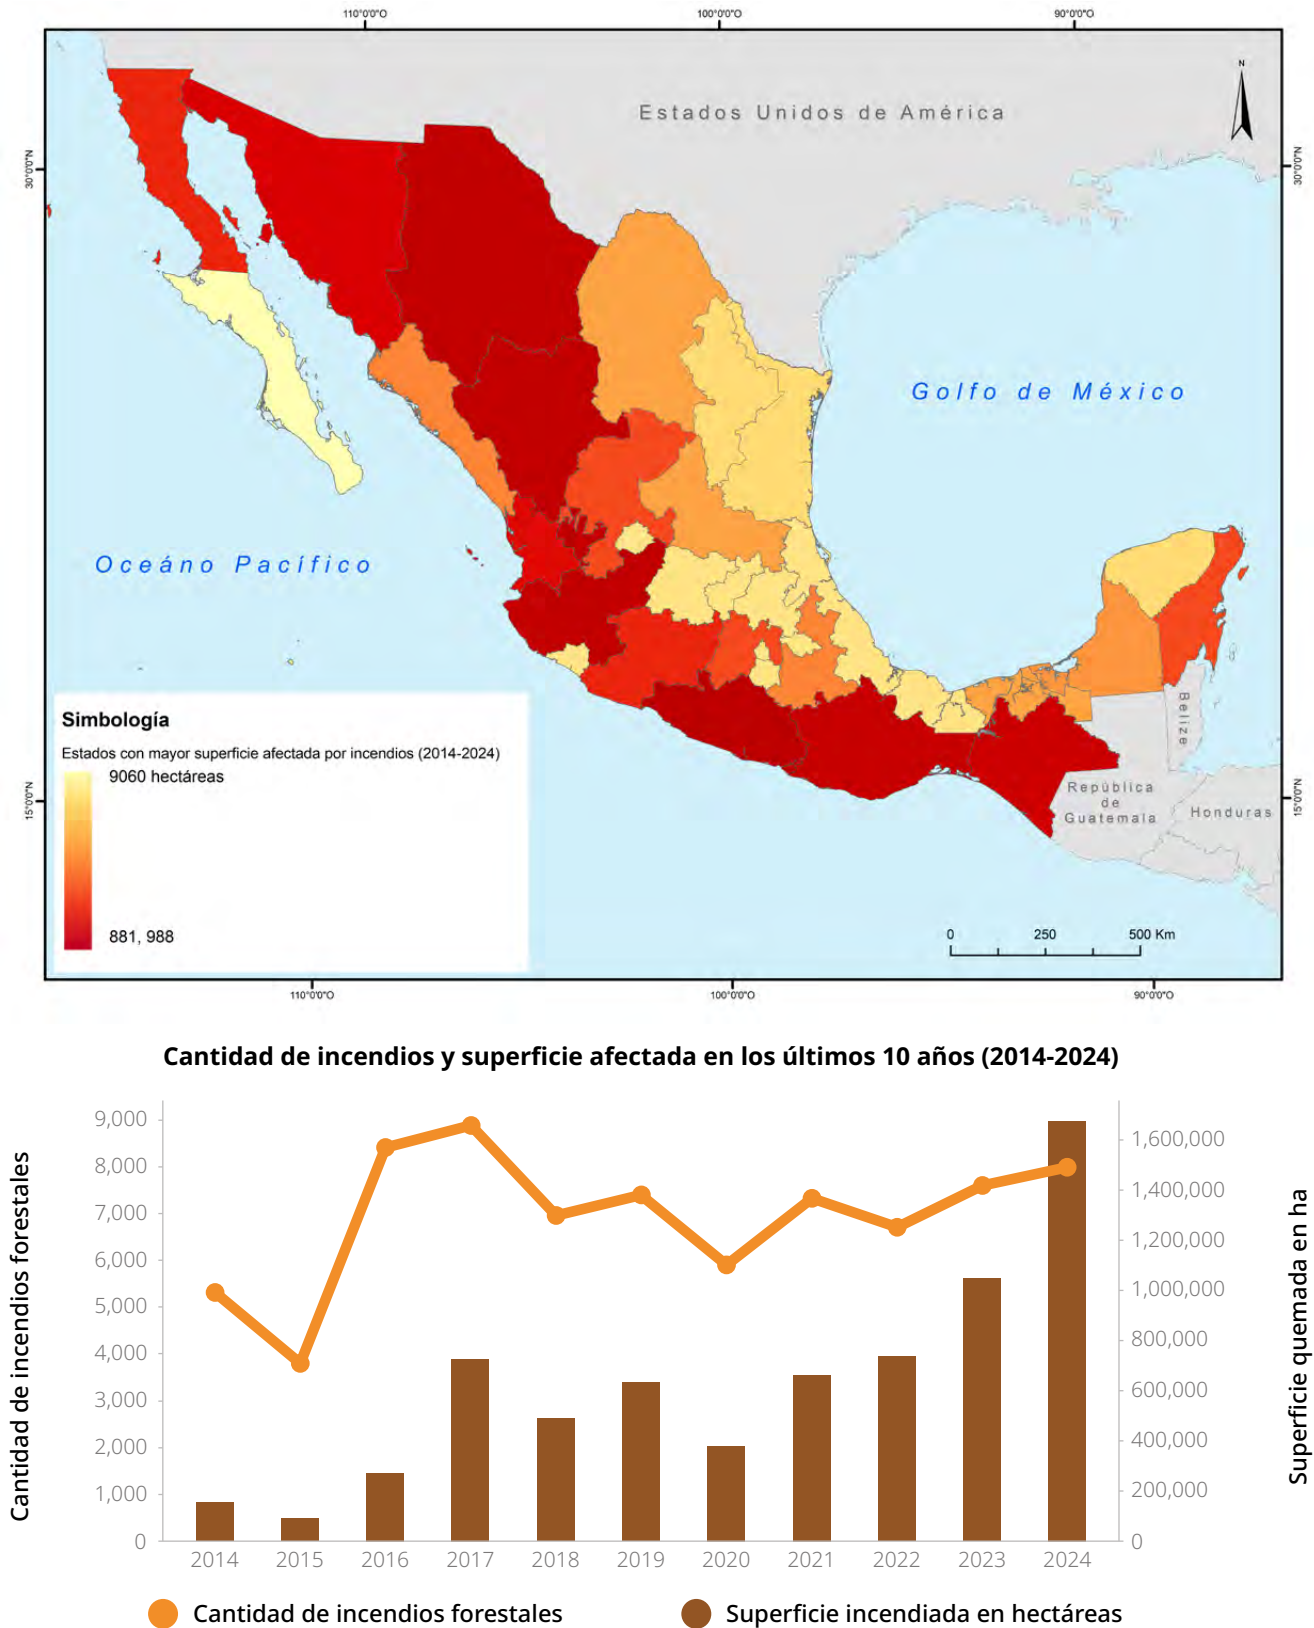 110°0'0"O
100°0'0"O
90°0'0"O
N
Estados Unidos de América
30°0'0"N
30°0'0"N
Golfo de México
Oceáno Pacífico
Simbología
Estados con mayor superficie afectada por incendios (2014-2024)
9060 hectáreas
881, 988
Belize
República
de
Guatemala
Honduras
15°0'0"N
15°0'0"N
0
250
500 Km
110°0'0"O
100°0'0"O
90°0'0"O
Cantidad de incendios y superficie afectada en los últimos 10 años (2014-2024)
Cantidad de incendios forestales
9,000
8,000
7,000
6,000
5,000
4,000
3,000
2,000
1,000
0
1,600,000
1,400,000
1,200,000
1,000,000
800,000
600,000
400,000
200,000
0
Superficie quemada en ha
2014
2015
2016
2017
2018
2019
2020
2021
2022
2023
2024
Cantidad de incendios forestales
Superficie incendiada en hectáreas